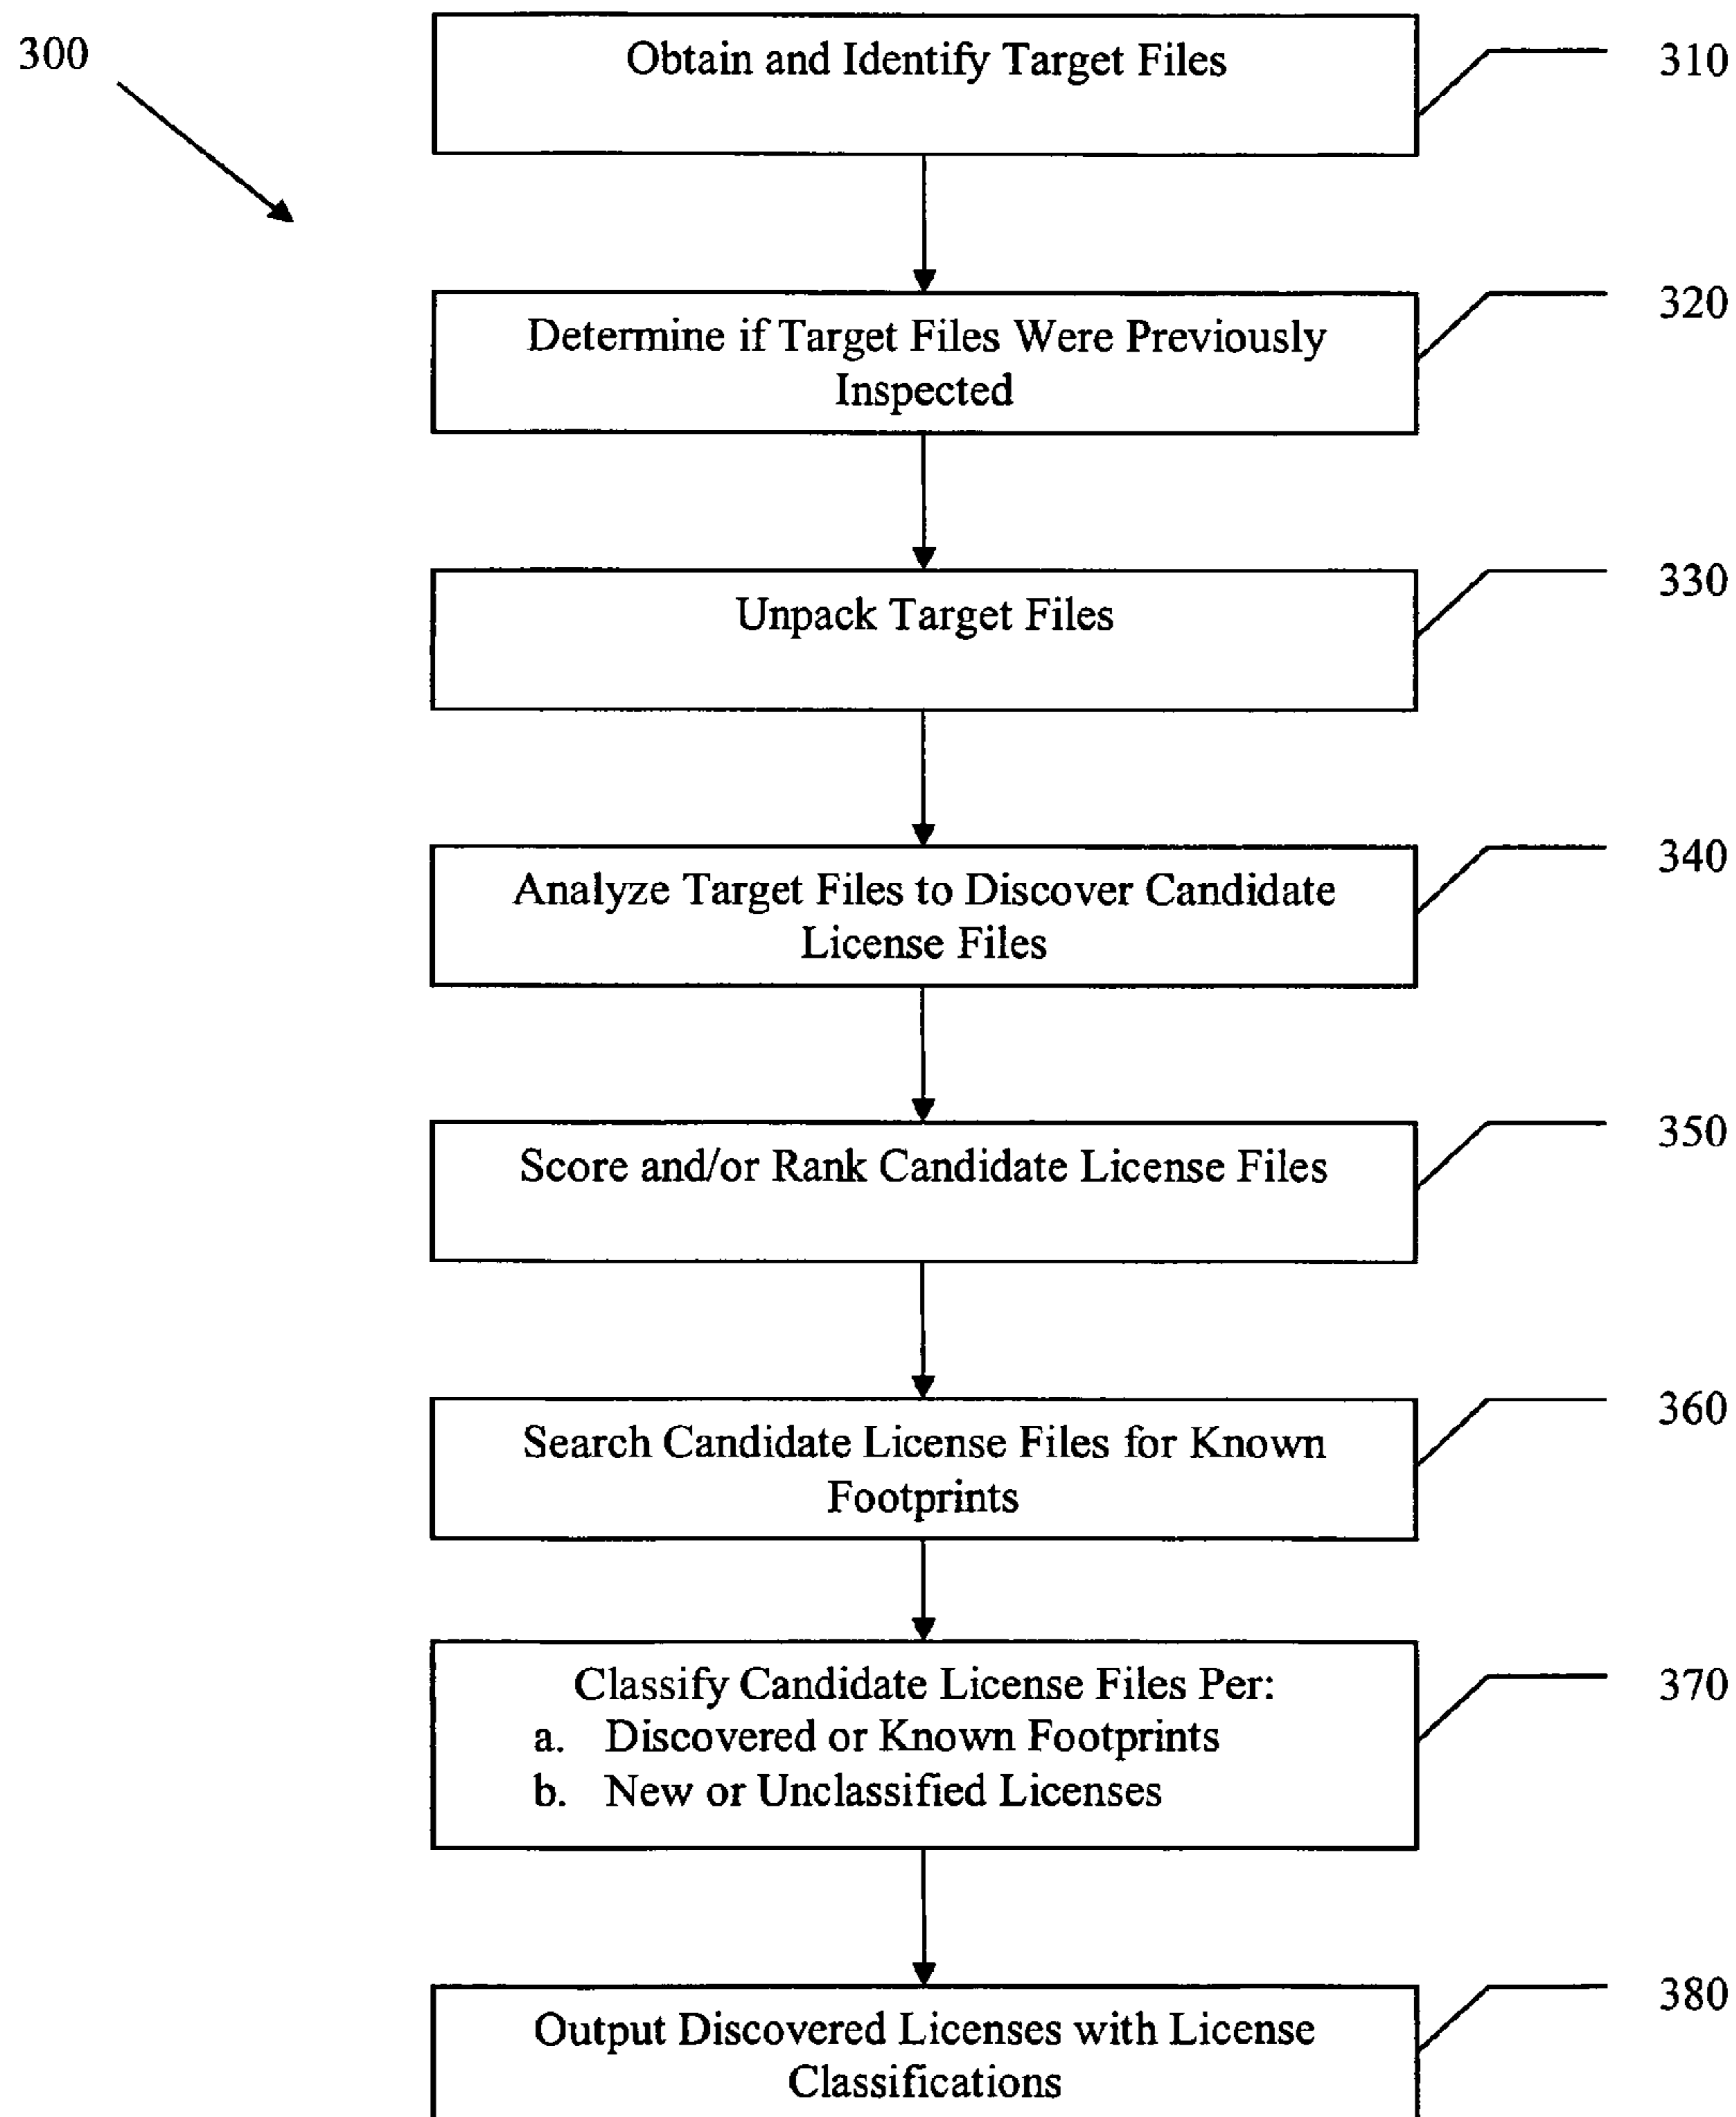 300
Obtain and Identify Target Files
310
Determine if Target Files Were Previously
Inspected
320
Unpack Target Files
330
Analyze Target Files to Discover Candidate
License Files
340
Score and/or Rank Candidate License Files
350
Search Candidate License Files for Known
Footprints
360
Classify Candidate License Files Per:
a. Discovered or Known Footprints
b. New or Unclassified Licenses
370
Output Discovered Licenses with License
Classifications
380